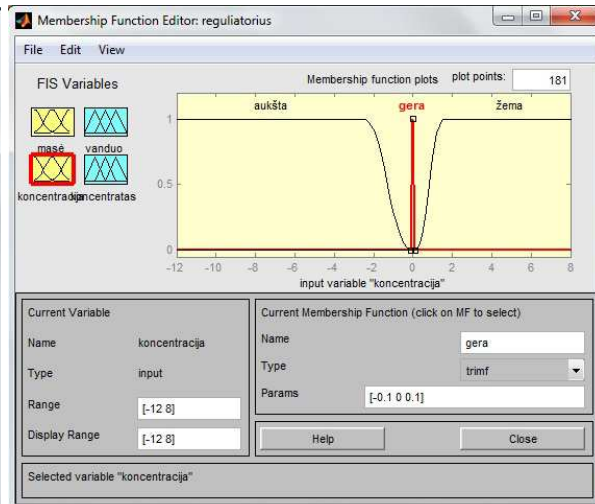 Membership Function Editor: reguliatorius
File Edit View
FIS Variables
Membership function plots plot points: 181
masė vanduo
koncentracija koncentratas
aukšta gera žema
1
0.5
0
-12 -10 -8 -6 -4 -2 0 2 4 6 8
input variable "koncentracija"
Current Variable
Name koncentracija
Type input
Range [-12 8]
Display Range [-12 8]
Current Membership Function (click on MF to select)
Name gera
Type trimf
Params [-0.1 0 0.1]
Help Close
Selected variable "koncentracija"